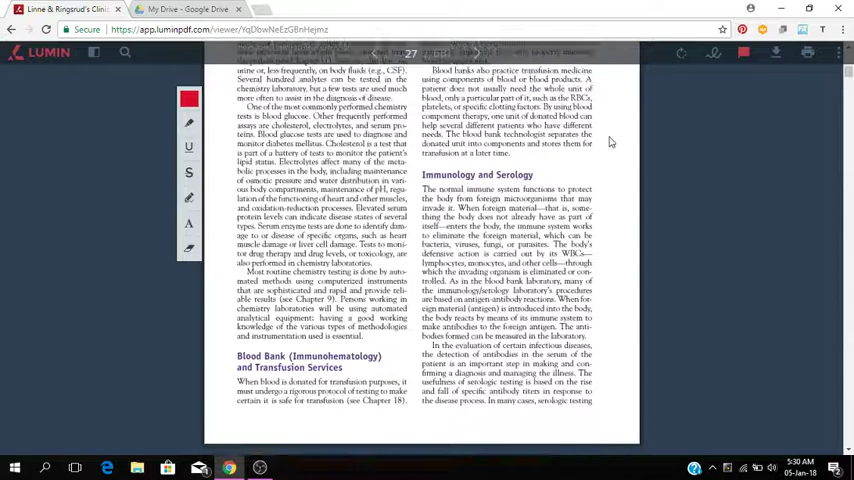 Linne & Ringsrud's Clinic
My Drive - Google Drive
Secure
https://app.luminpdf.com/viewer/YqDbwNeEzGBnHejmz
LUMIN
27
urine or, less frequently, on body fluids (e.g., CSF).
Several hundred analytes can be tested in the
chemistry laboratory, but a few tests are used much
more often to assist in the diagnosis of disease.
One of the most commonly performed chemistry
tests is blood glucose. Other frequently performed
assays are cholesterol, electrolytes, and serum pro-
teins. Blood glucose tests are used to diagnose and
monitor diabetes mellitus. Cholesterol is a test that
is part of a battery of tests to monitor the patient's
lipid status. Electrolytes affect many of the meta-
bolic processes in the body, including maintenance
of osmotic pressure and water distribution in vari-
ous body compartments, maintenance of pH, regu-
lation of the functioning of heart and other muscles,
and oxidation-reduction processes. Elevated serum
protein levels can indicate disease states of several
types. Serum enzyme tests are done to identify dam-
age to or disease of specific organs, such as heart
muscle damage or liver cell damage. Tests to moni-
tor drug therapy and drug levels, or toxicology, are
also performed in chemistry laboratories.
Most routine chemistry testing is done by auto-
mated methods using computerized instruments
that are sophisticated and rapid and provide reli-
able results (see Chapter 9). Persons working in
chemistry laboratories will be using automated
analytical equipment; having a good working
knowledge of the various types of methodologies
and instrumentation used is essential.
Blood Bank (Immunohematology)
and Transfusion Services
When blood is donated for transfusion purposes, it
must undergo a rigorous protocol of testing to make
certain it is safe for transfusion (see Chapter 18).
Blood banks also practice transfusion medicine
using components of blood or blood products. A
patient does not usually need the whole unit of
blood, only a particular part of it, such as the RBCs,
platelets, or specific clotting factors. By using blood
component therapy, one unit of donated blood can
help several different patients who have different
needs. The blood bank technologist separates the
donated unit into components and stores them for
transfusion at a later time.
Immunology and Serology
The normal immune system functions to protect
the body from foreign microorganisms that may
invade it. When foreign material—that is, some-
thing the body does not already have as part of
itself—enters the body, the immune system works
to eliminate the foreign material, which can be
bacteria, viruses, fungi, or parasites. The body's
defensive action is carried out by its WBCs—
lymphocytes, monocytes, and other cells—through
which the invading organism is eliminated or con-
trolled. As in the blood bank laboratory, many of
the immunology/serology laboratory's procedures
are based on antigen-antibody reactions. When for-
eign material (antigen) is introduced into the body,
the body reacts by means of its immune system to
make antibodies to the foreign antigen. The anti-
bodies formed can be measured in the laboratory.
In the evaluation of certain infectious diseases,
the detection of antibodies in the serum of the
patient is an important step in making and con-
firming a diagnosis and managing the illness. The
usefulness of serologic testing is based on the rise
and fall of specific antibody titers in response to
the disease process. In many cases, serologic testing
5:30 AM
05-Jan-18